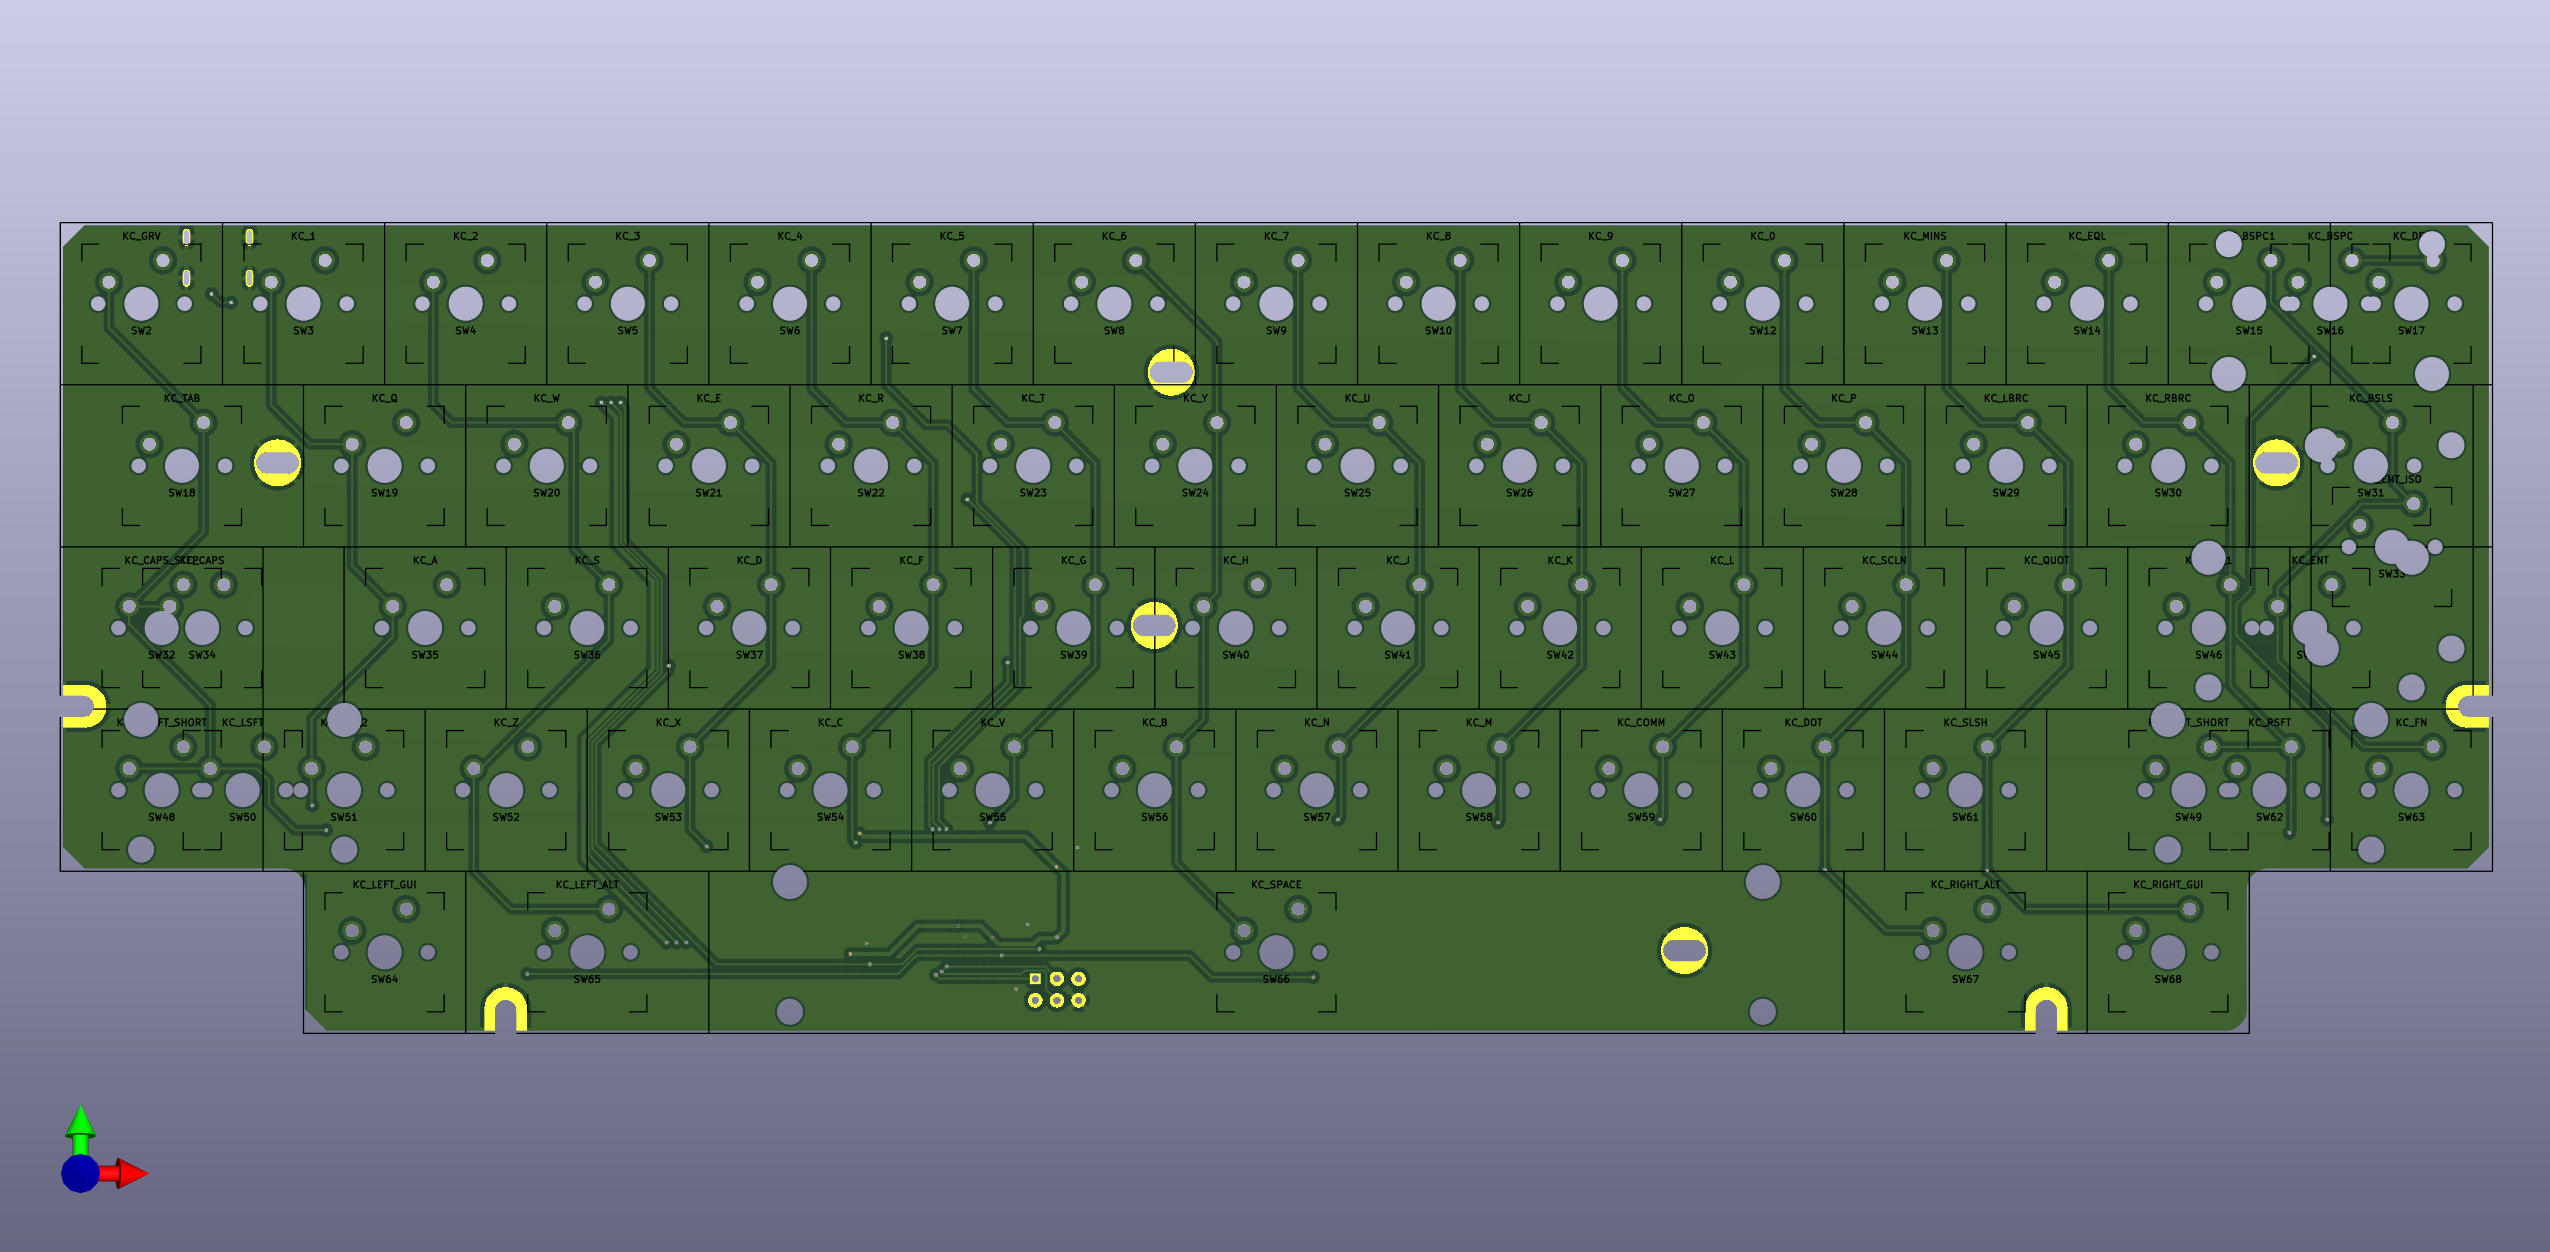 KC_GRV KC_1 KC_2 KC_3 KC_4 KC_5 KC_6 KC_7 KC_8 KC_9 KC_0 KC_MINS KC_EQL BSPC1 KC_BSPC
SW2 SW3 SW4 SW5 SW6 SW7 SW8 SW9 SW10 SW12 SW13 SW14 SW15 SW16 SW17
KC_TAB KC_Q KC_W KC_E KC_R KC_T KC_Y KC_U KC_I KC_O KC_P KC_LBRC KC_RBRC KC_BSLS
ENT_ISO
SW18 SW19 SW20 SW21 SW22 SW23 SW24 SW25 SW26 SW27 SW28 SW29 SW30 SW31
KC_A KC_S KC_D KC_F KC_G KC_H KC_J KC_K KC_L KC_SCLN KC_QUOT KC_ENT
SW33
SW32 SW34 SW35 SW36 SW37 SW38 SW39 SW40 SW41 SW42 SW43 SW44 SW45 SW46
FT_SHORT KC_LSFT KC_Z KC_X KC_C KC_V KC_B KC_N KC_M KC_COMM KC_DOT KC_SLSH T_SHORT KC_RSFT KC_FN
SW48 SW50 SW51 SW52 SW53 SW54 SW55 SW56 SW57 SW58 SW59 SW60 SW61 SW49 SW62 SW63
KC_LEFT_GUI KC_LEFT_ALT KC_SPACE KC_RIGHT_ALT KC_RIGHT_GUI
SW64 SW65 SW66 SW67 SW68